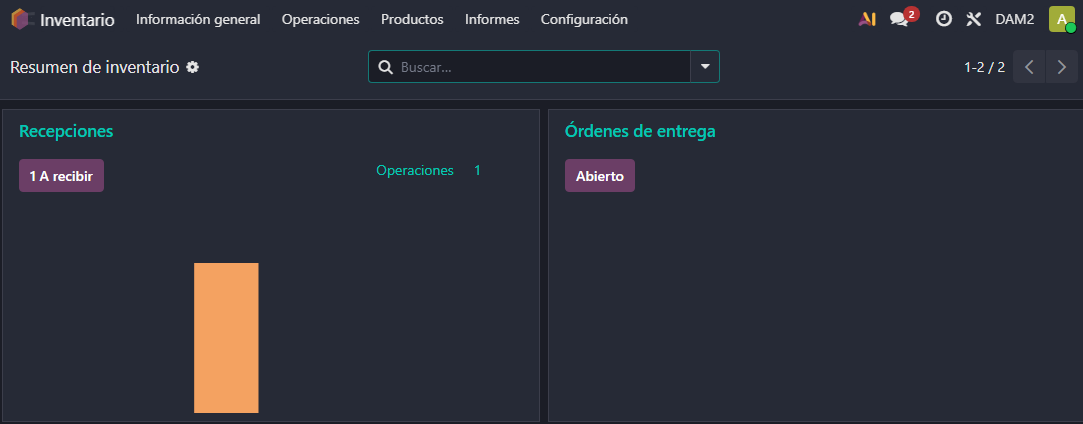 Inventario Información general Operaciones Productos Informes Configuración AI 2 DAM2 A
Resumen de inventario Buscar... 1-2 / 2
Recepciones
1 A recibir Operaciones 1
Órdenes de entrega
Abierto